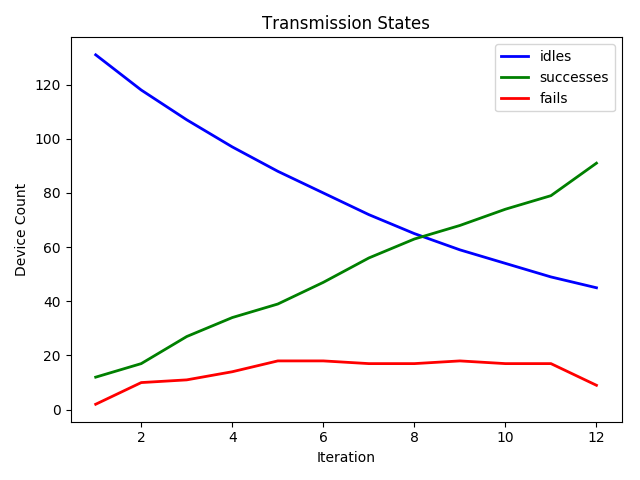 Transmission States
idles
successes
fails
Device Count
120
100
80
60
40
20
0
2 4 6 8 10 12
Iteration